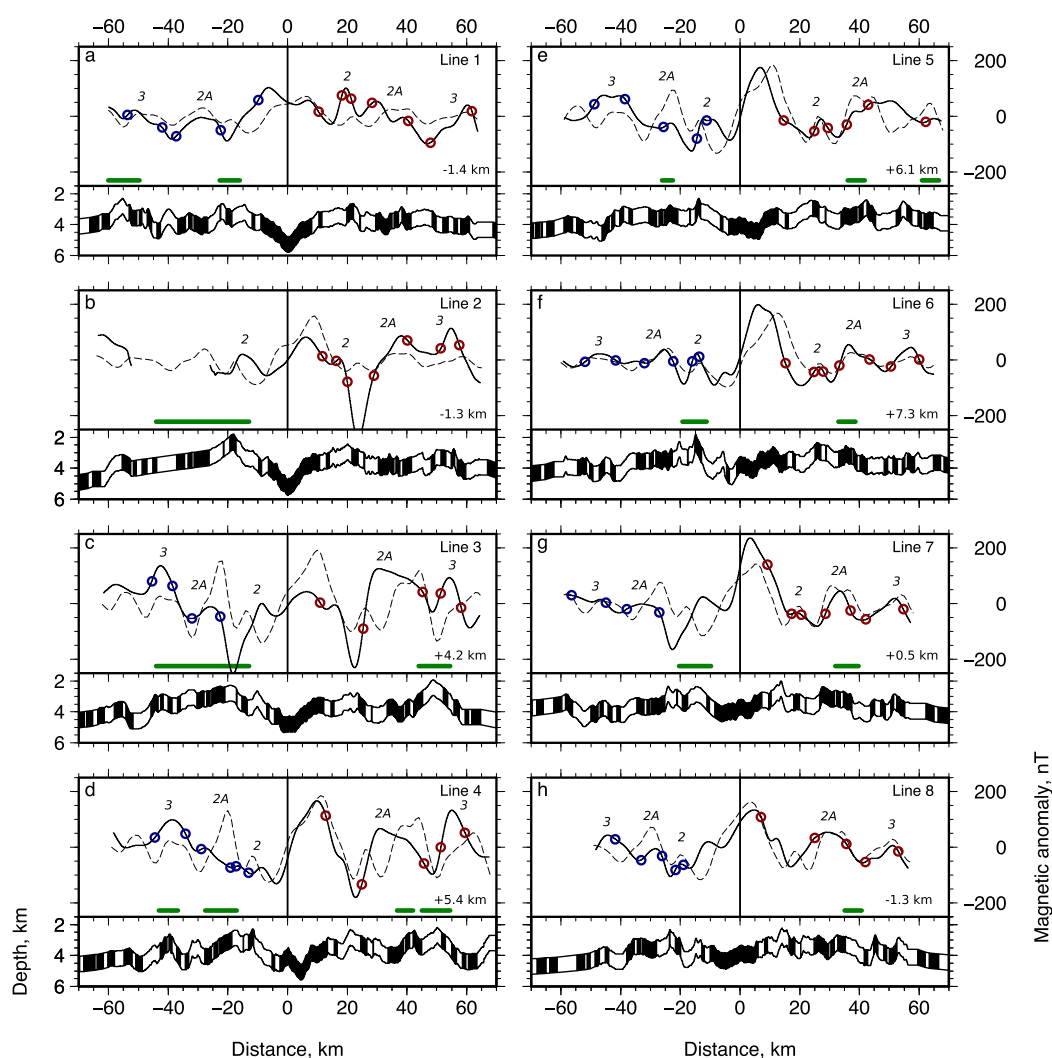 −60 −40 −20 0 20 40 60
−60 −40 −20 0 20 40 60
a
Line 1
3
2A
2
2A
3
-1.4 km
2
4
6
e
Line 5
3
2A
2
2
2A
3
+6.1 km
200
0
−200
b
Line 2
2
2A
3
-1.3 km
2
4
6
f
Line 6
3
2A
2
2
2A
3
+7.3 km
200
0
−200
c
Line 3
3
2A
2
2A
3
+4.2 km
2
4
6
g
Line 7
3
2A
2A
3
+0.5 km
200
0
−200
d
Line 4
3
2A
2
2A
3
+5.4 km
2
4
6
h
Line 8
3
2A
2
2A
3
-1.3 km
200
0
−200
−60 −40 −20 0 20 40 60
−60 −40 −20 0 20 40 60
Distance, km
Distance, km
Depth, km
Magnetic anomaly, nT